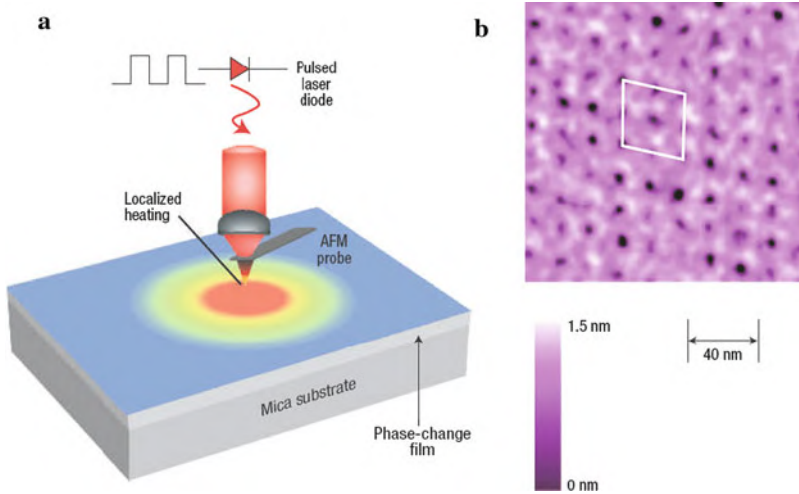 a
Pulsed
laser
diode
Localized
heating
AFM
probe
Mica substrate
Phase-change
film
b
1.5 nm
0 nm
40 nm